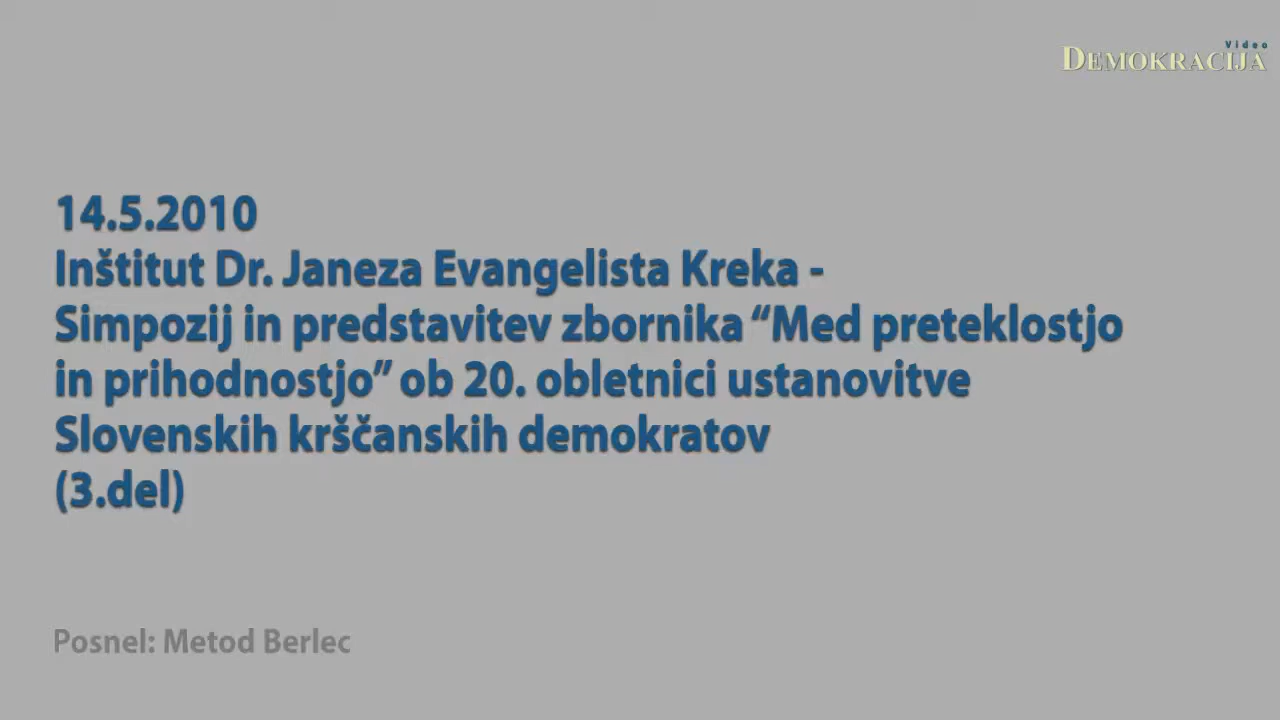 Video
DEMOKRACIJA
14.5.2010
Inštitut Dr. Janeza Evangelista Kreka -
Simpozij in predstavitev zbornika “Med preteklostjo
in prihodnostjo” ob 20. obletnici ustanovitve
Slovenskih krščanskih demokratov
(3.del)
Posnel: Metod Berlec